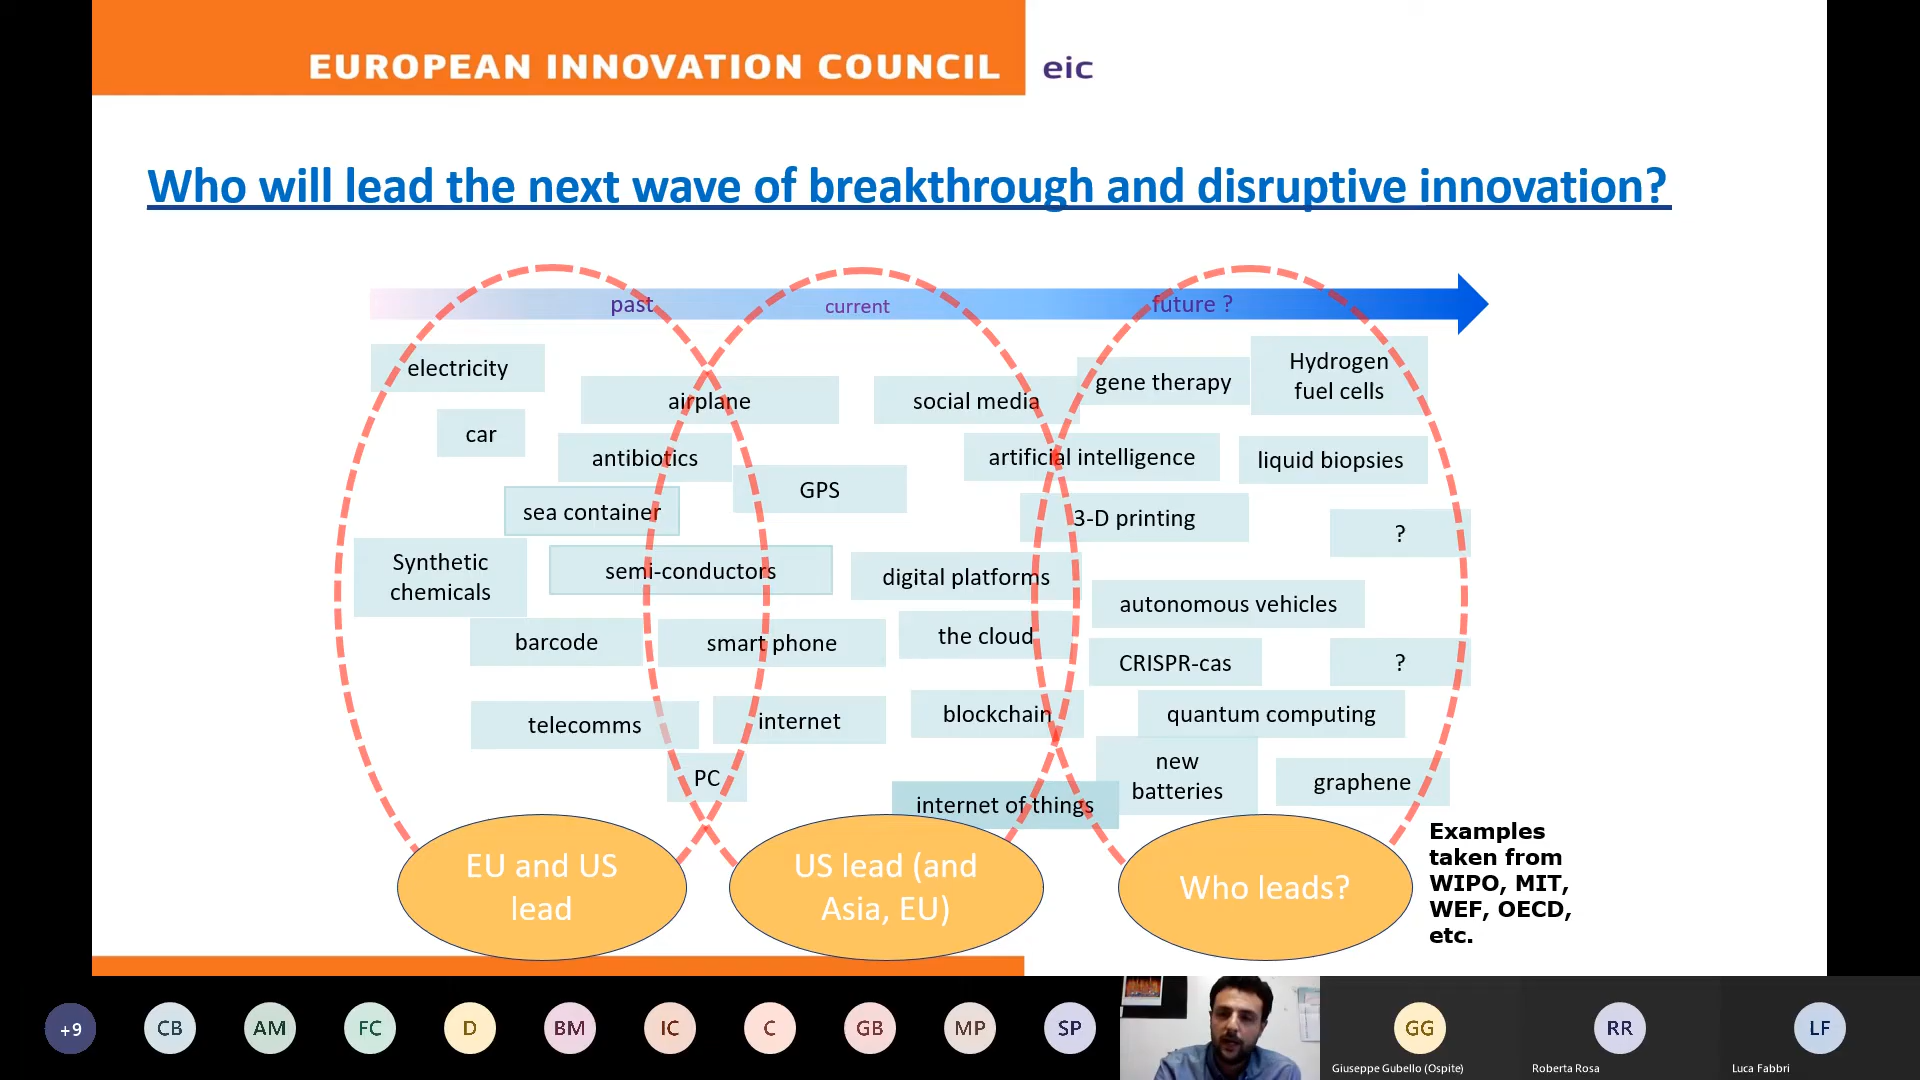 EUROPEAN INNOVATION COUNCIL eic
Who will lead the next wave of breakthrough and disruptive innovation?
past current future ?
electricity
car
airplane
antibiotics
sea container
GPS
Synthetic
chemicals
semi-conductors
barcode
smart phone
telecomms
internet
PC
social media
artificial intelligence
3-D printing
digital platforms
the cloud
blockchain
internet of things
gene therapy
Hydrogen
fuel cells
liquid biopsies
?
autonomous vehicles
CRISPR-cas
?
quantum computing
new
batteries
graphene
EU and US
lead
US lead (and
Asia, EU)
Who leads?
Examples
taken from
WIPO, MIT,
WEF, OECD,
etc.
+9 CB AM FC D BM IC C GB MP SP GG RR LF
Giuseppe Gubello (Ospite) Roberta Rosa Luca Fabbri